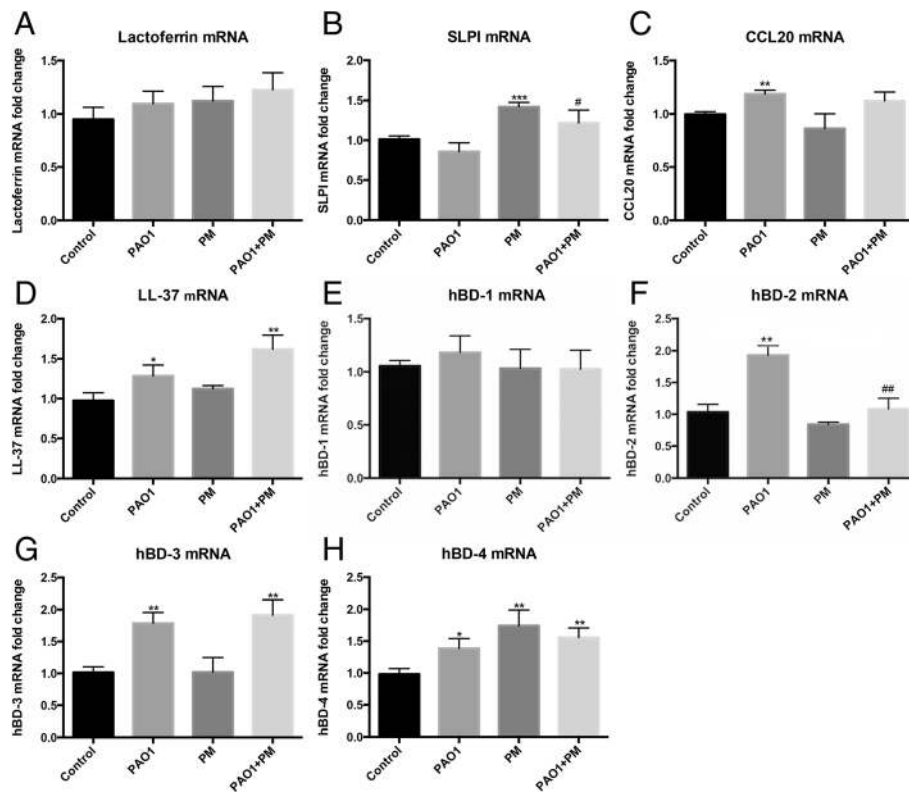 A
Lactoferrin mRNA
Lactoferrin mRNA fold change
1.5
1.0
0.5
0.0
Control
PAO1
PM
PAO1+PM
B
SLPI mRNA
SLPI mRNA fold change
2.0
1.5
1.0
0.5
0.0
***
#
Control
PAO1
PM
PAO1+PM
C
CCL20 mRNA
CCL20 mRNA fold change
1.5
1.0
0.5
0.0
**
Control
PAO1
PM
PAO1+PM
D
LL-37 mRNA
LL-37 mRNA fold change
2.0
1.5
1.0
0.5
0.0
*
**
Control
PAO1
PM
PAO1+PM
E
hBD-1 mRNA
hBD-1 mRNA fold change
1.5
1.0
0.5
0.0
Control
PAO1
PM
PAO1+PM
F
hBD-2 mRNA
hBD-2 mRNA fold change
2.5
2.0
1.5
1.0
0.5
0.0
**
##
Control
PAO1
PM
PAO1+PM
G
hBD-3 mRNA
hBD-3 mRNA fold change
2.5
2.0
1.5
1.0
0.5
0.0
**
**
Control
PAO1
PM
PAO1+PM
H
hBD-4 mRNA
hBD-4 mRNA fold change
2.5
2.0
1.5
1.0
0.5
0.0
*
**
**
Control
PAO1
PM
PAO1+PM